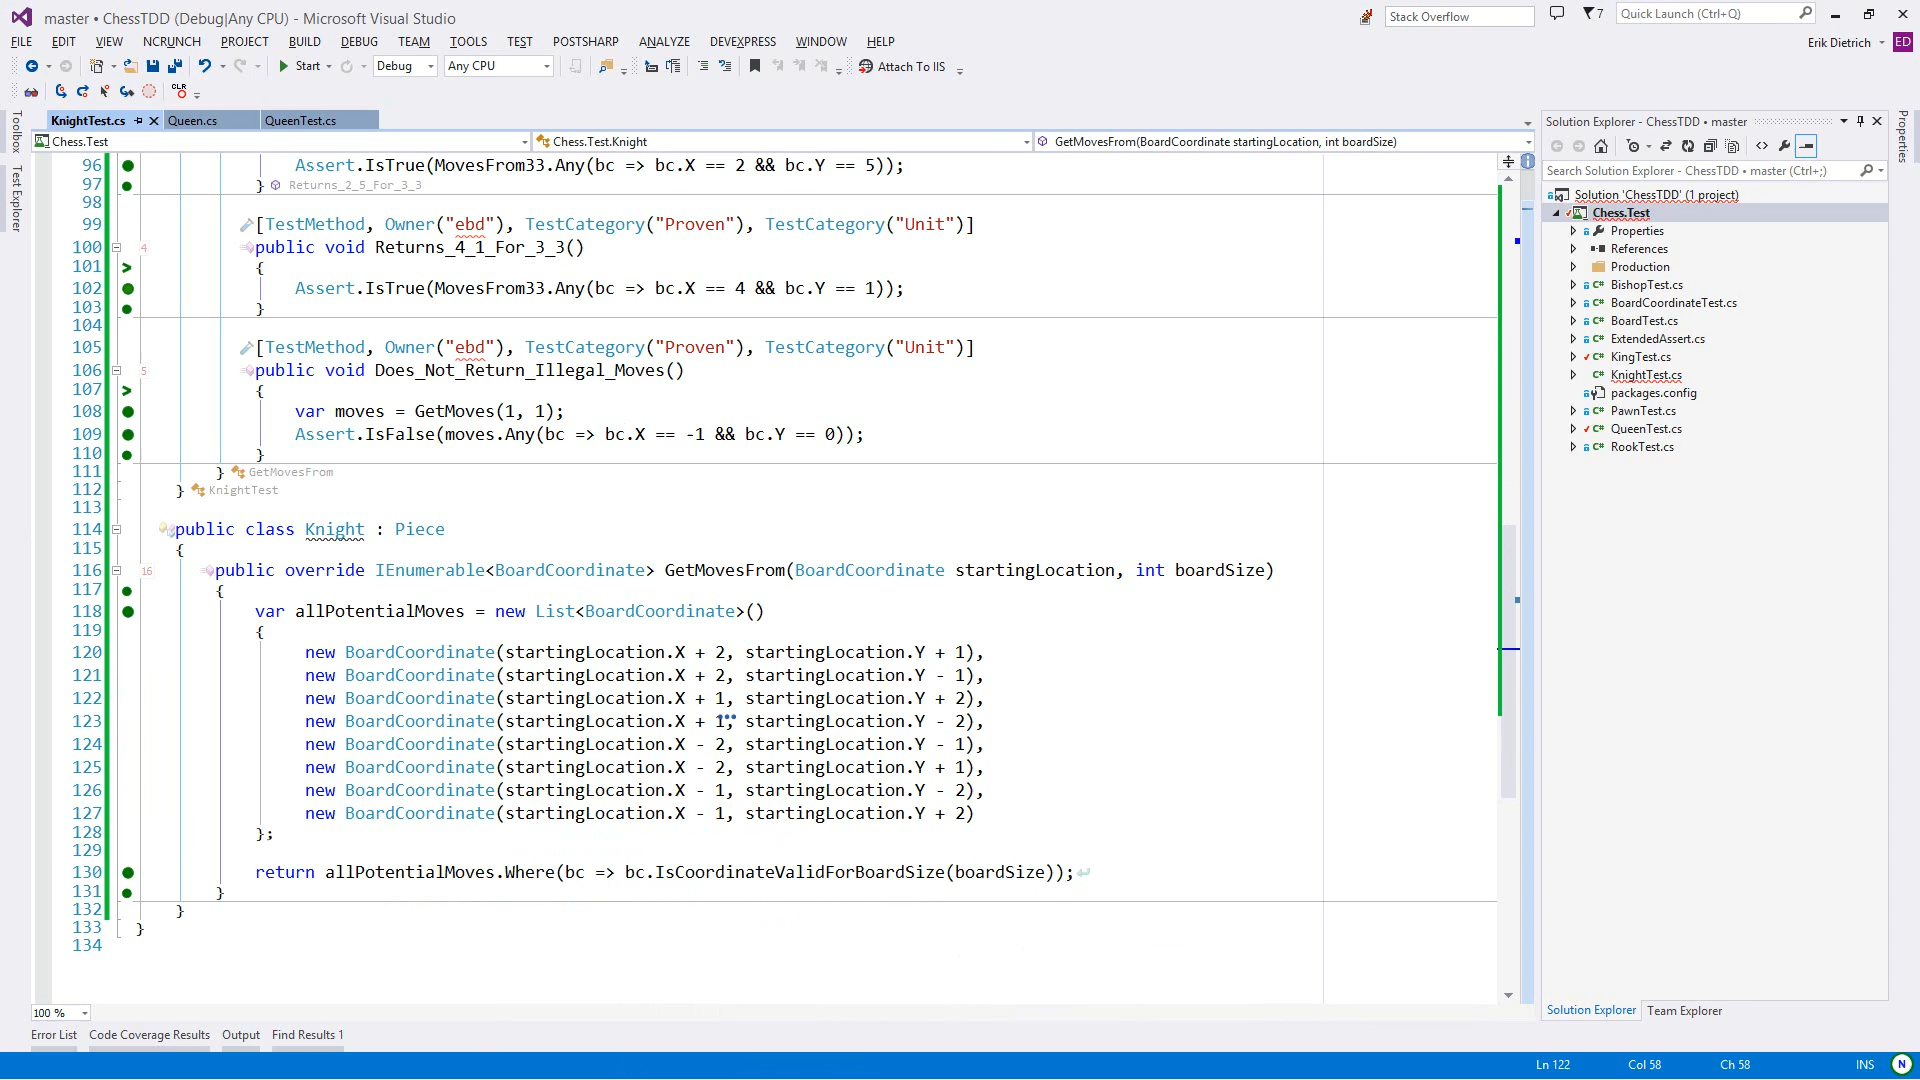 master • ChessTDD (Debug|Any CPU) - Microsoft Visual Studio
Stack Overflow
7
Quick Launch (Ctrl+Q)
FILE EDIT VIEW NCRUNCH PROJECT BUILD DEBUG TEAM TOOLS TEST POSTSHARP ANALYZE DEVEXPRESS WINDOW HELP
Erik Dietrich ED
Start Debug Any CPU Attach To IIS
CLR
KnightTest.cs Queen.cs QueenTest.cs
Chess.Test Chess.Test.Knight GetMovesFrom(BoardCoordinate startingLocation, int boardSize)
Toolbox
Test Explorer
96 Assert.IsTrue(MovesFrom33.Any(bc => bc.X == 2 && bc.Y == 5));
97 } Returns_2_5_For_3_3
98
99 [TestMethod, Owner("ebd"), TestCategory("Proven"), TestCategory("Unit")]
100 4 public void Returns_4_1_For_3_3()
101 {
102 Assert.IsTrue(MovesFrom33.Any(bc => bc.X == 4 && bc.Y == 1));
103 }
104
105 [TestMethod, Owner("ebd"), TestCategory("Proven"), TestCategory("Unit")]
106 5 public void Does_Not_Return_Illegal_Moves()
107 {
108 var moves = GetMoves(1, 1);
109 Assert.IsFalse(moves.Any(bc => bc.X == -1 && bc.Y == 0));
110 }
111 } GetMovesFrom
112 } KnightTest
113
114 public class Knight : Piece
115 {
116 16 public override IEnumerable<BoardCoordinate> GetMovesFrom(BoardCoordinate startingLocation, int boardSize)
117 {
118 var allPotentialMoves = new List<BoardCoordinate>()
119 {
120 new BoardCoordinate(startingLocation.X + 2, startingLocation.Y + 1),
121 new BoardCoordinate(startingLocation.X + 2, startingLocation.Y - 1),
122 new BoardCoordinate(startingLocation.X + 1, startingLocation.Y + 2),
123 new BoardCoordinate(startingLocation.X + 1, startingLocation.Y - 2),
124 new BoardCoordinate(startingLocation.X - 2, startingLocation.Y - 1),
125 new BoardCoordinate(startingLocation.X - 2, startingLocation.Y + 1),
126 new BoardCoordinate(startingLocation.X - 1, startingLocation.Y - 2),
127 new BoardCoordinate(startingLocation.X - 1, startingLocation.Y + 2)
128 };
129
130 return allPotentialMoves.Where(bc => bc.IsCoordinateValidForBoardSize(boardSize));
131 }
132 }
133 }
134
100 %
Error List Code Coverage Results Output Find Results 1
Solution Explorer - ChessTDD • master
Search Solution Explorer - ChessTDD • master (Ctrl+;)
Solution 'ChessTDD' (1 project)
Chess.Test
Properties
References
Production
BishopTest.cs
BoardCoordinateTest.cs
BoardTest.cs
ExtendedAssert.cs
KingTest.cs
KnightTest.cs
packages.config
PawnTest.cs
QueenTest.cs
RookTest.cs
Solution Explorer Team Explorer
Properties
Ln 122 Col 58 Ch 58 INS N